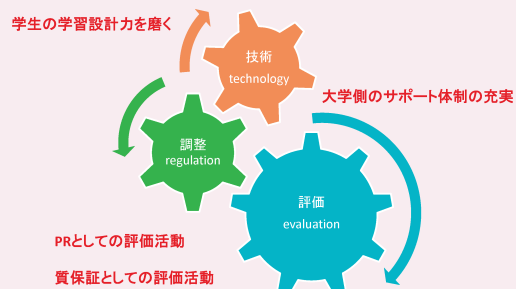 学生の学習設計力を磨く
技術
technology
大学側のサポート体制の充実
調整
regulation
評価
evaluation
PRとしての評価活動
質保証としての評価活動